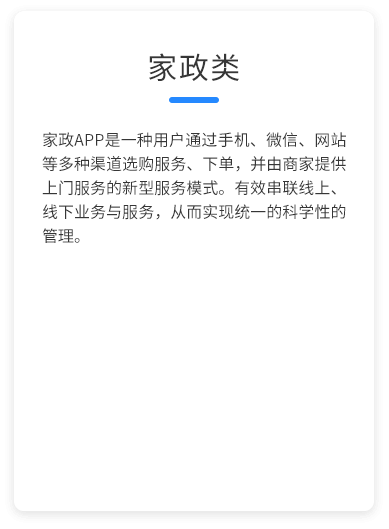 家政类
家政APP是一种用户通过手机、微信、网站
等多种渠道选购服务、下单，并由商家提供
上门服务的新型服务模式。有效串联线上、
线下业务与服务，从而实现统一的科学性的
管理。